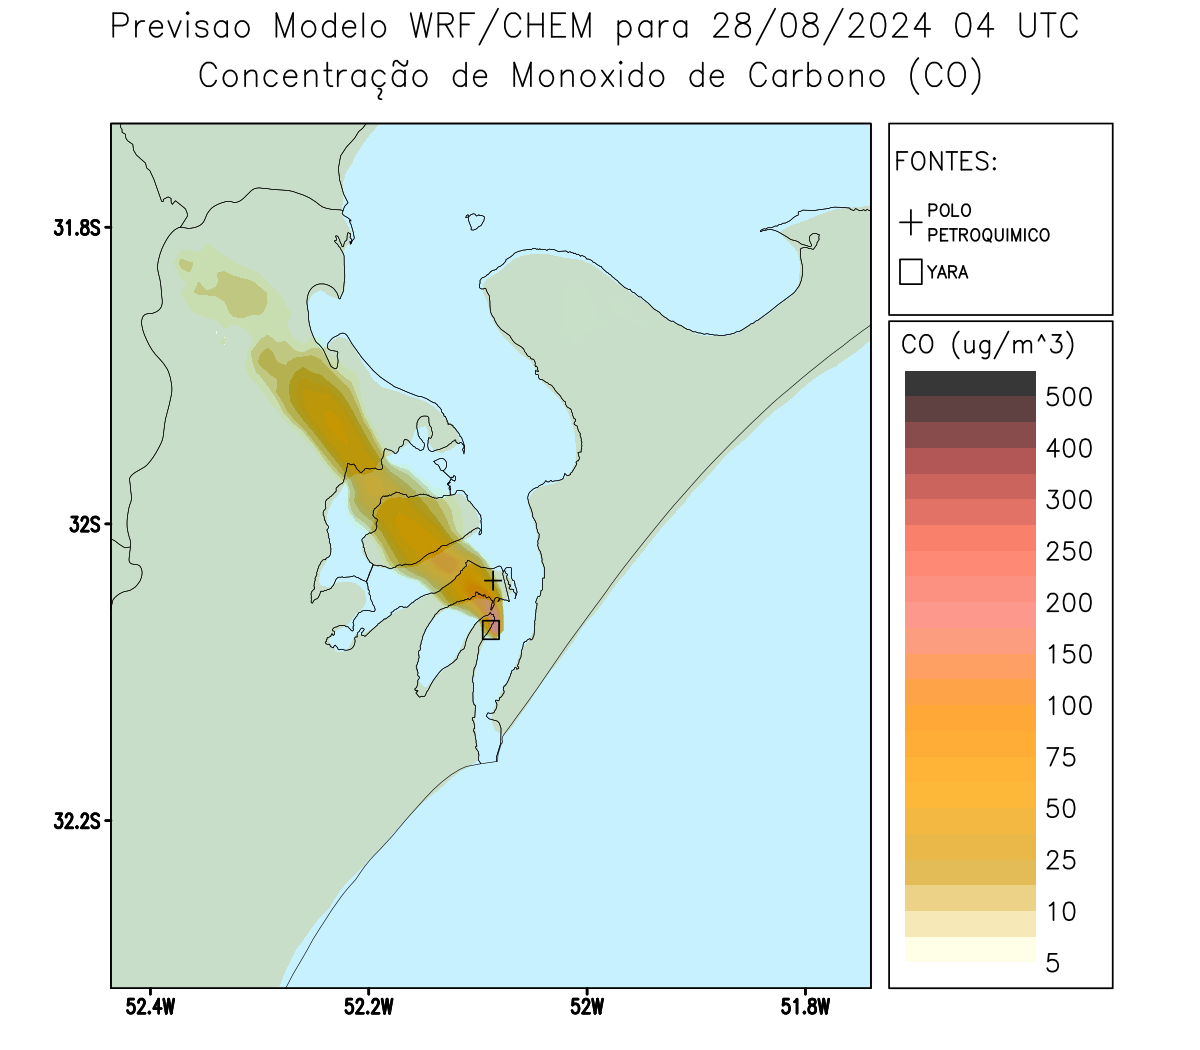 Previsao Modelo WRF/CHEM para 28/08/2024 04 UTC
Concentração de Monoxido de Carbono (CO)
FONTES:
POLO
PETROQUIMICO
YARA
CO (ug/m^3)
500
400
300
250
200
150
100
75
50
25
10
5
31.8S
32S
32.2S
52.4W
52.2W
52W
51.8W